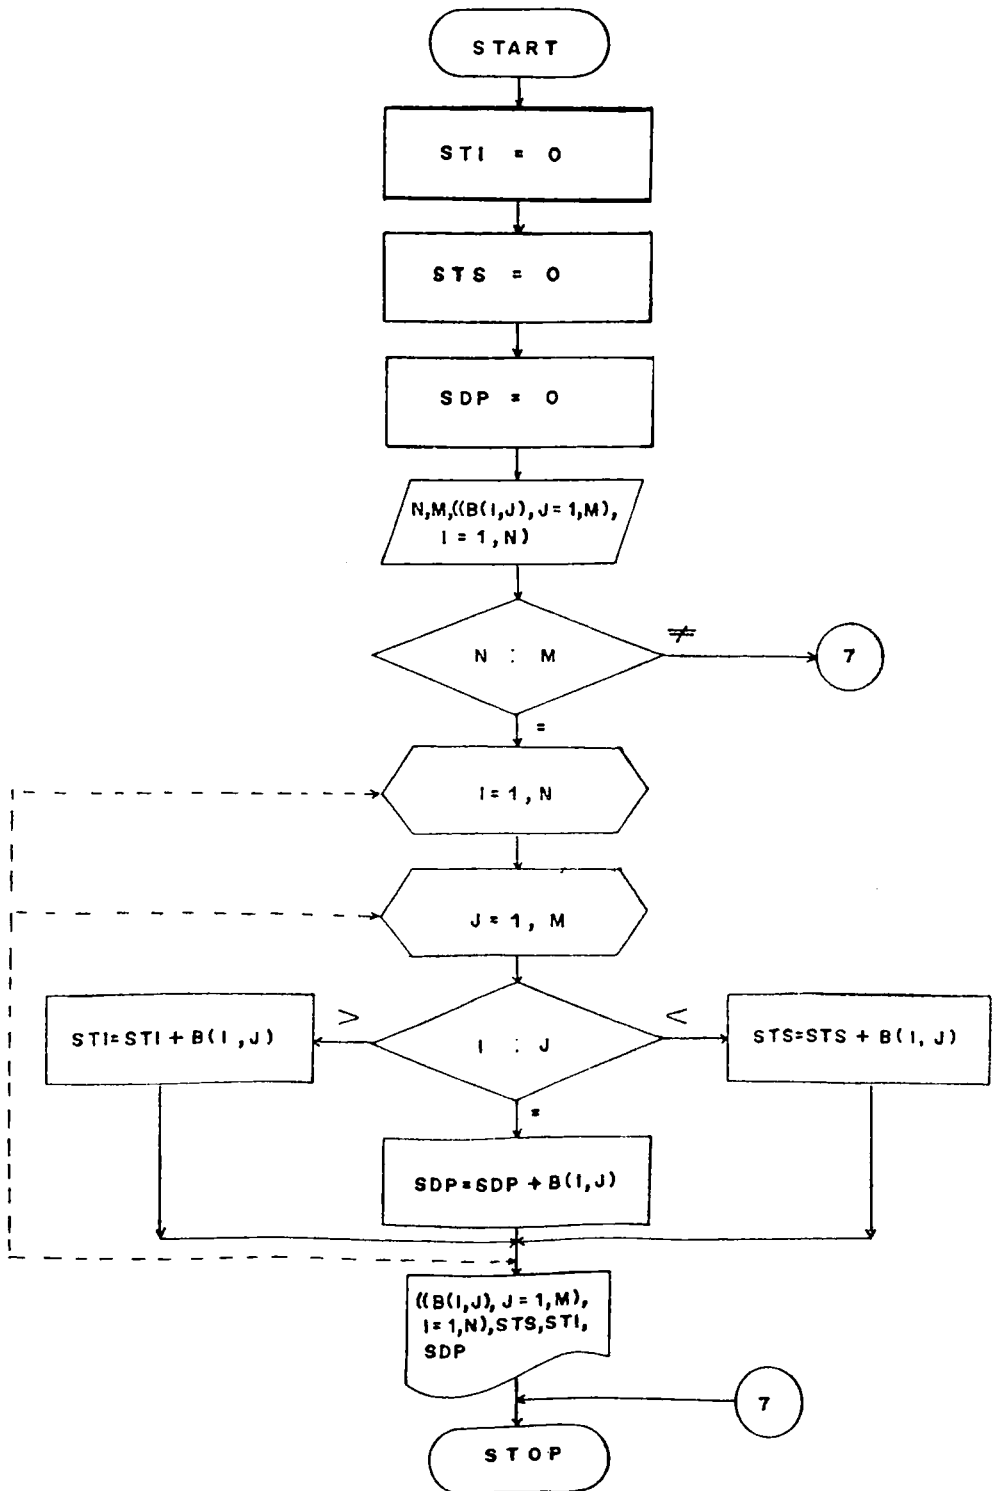 START
STI = 0
STS = 0
SDP = 0
N,M,((B(I,J),J=1,M),
I = 1,N)
N : M
≠
7
=
I=1,N
J=1, M
>
<
STI=STI+B(I,J)
I : J
STS=STS + B(I,J)
=
SDP=SDP+B(I,J)
((B(I,J),J=1,M),
I=1,N),STS,STI,
SDP
7
STOP